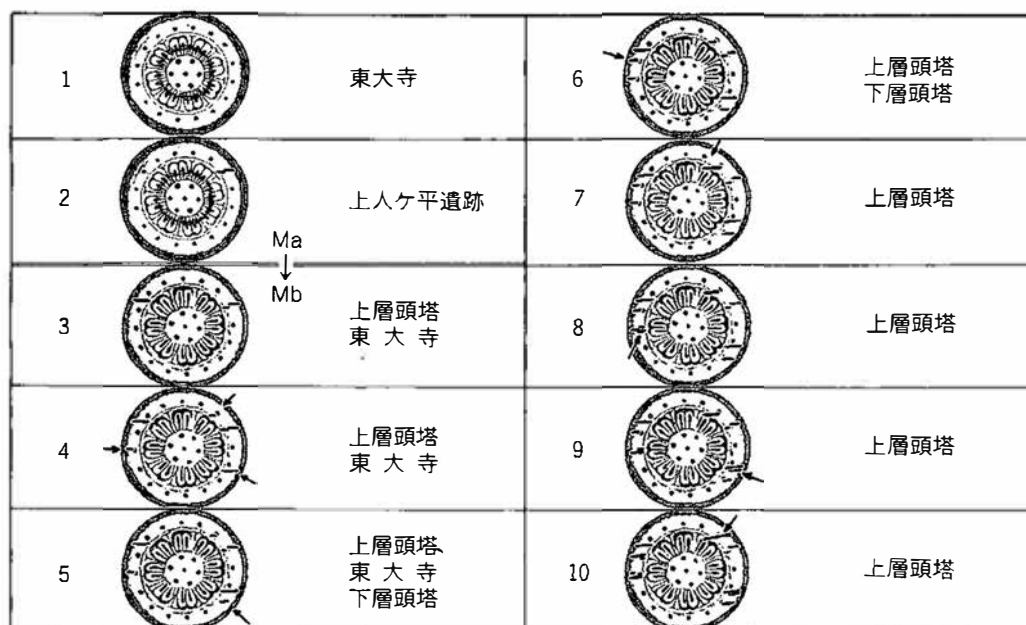 1
東大寺
2
上人ケ平遺跡
Ma
↓
Mb
3
上層頭塔
東大寺
4
上層頭塔
東大寺
5
上層頭塔、
東大寺
下層頭塔
6
上層頭塔
下層頭塔
7
上層頭塔
8
上層頭塔
9
上層頭塔
10
上層頭塔